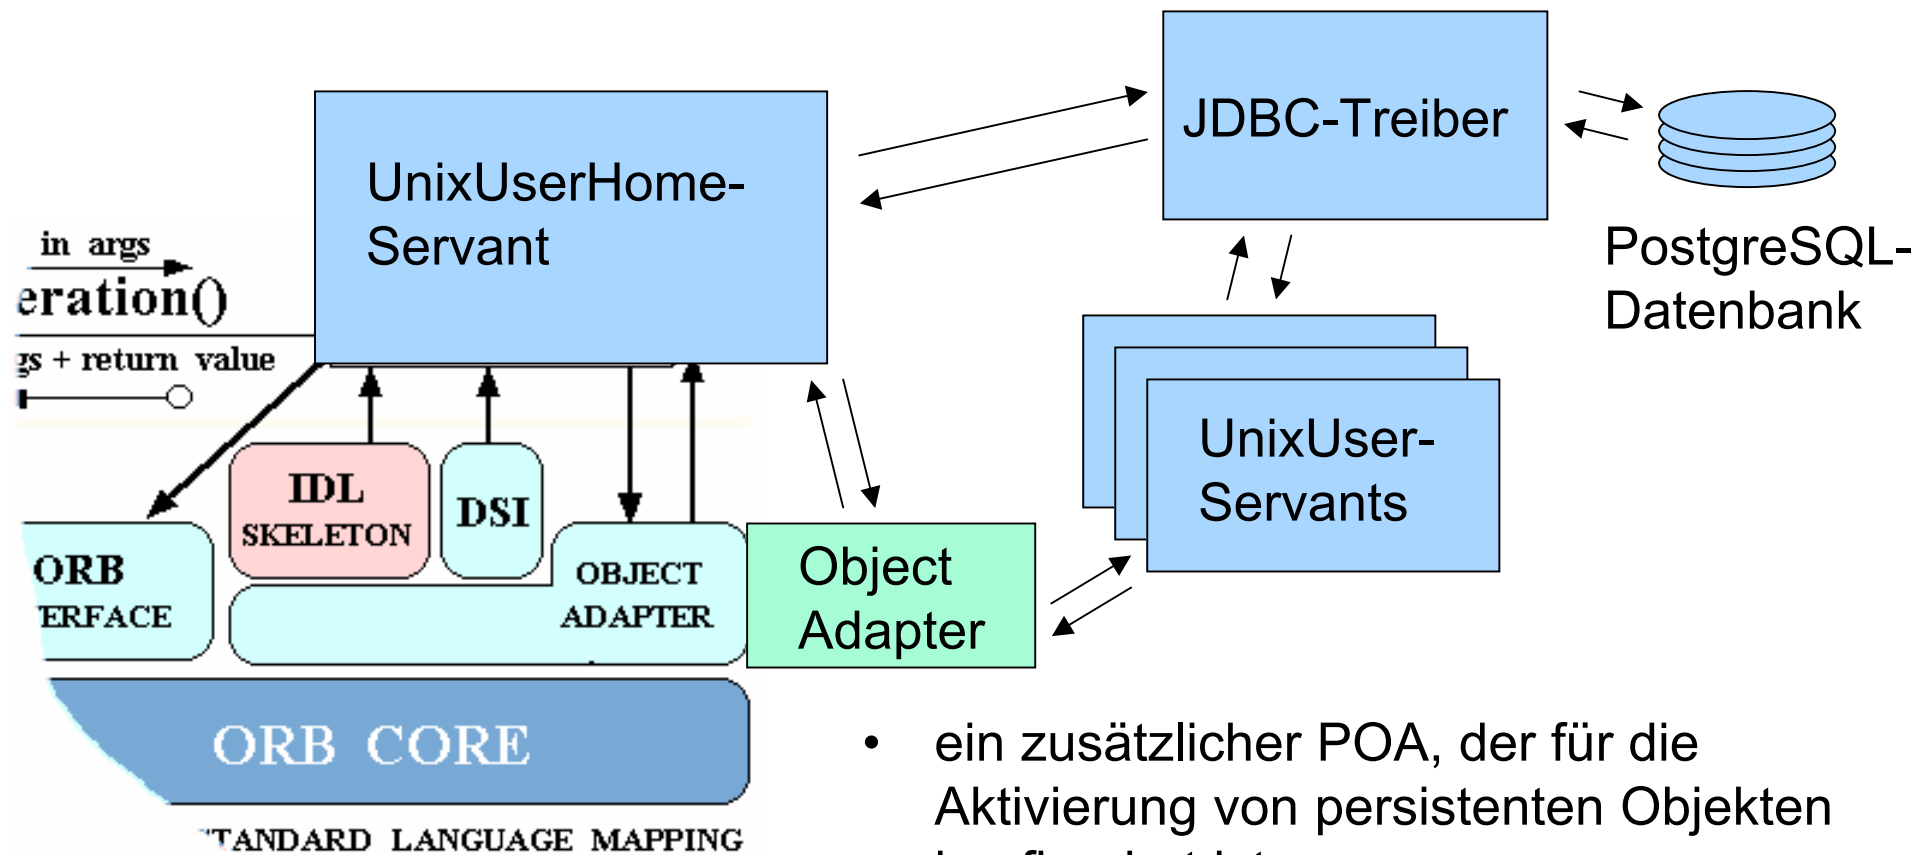 JDBC-Treiber
UnixUserHome-
Servant
PostgreSQL-
Datenbank
in args
eration()
gs + return value
UnixUser-
Servants
IDL
SKELETON
DSI
ORB
ERFACE
OBJECT
ADAPTER
Object
Adapter
ORB CORE
TANDARD LANGUAGE MAPPING
• ein zusätzlicher POA, der für die
Aktivierung von persistenten Objekten